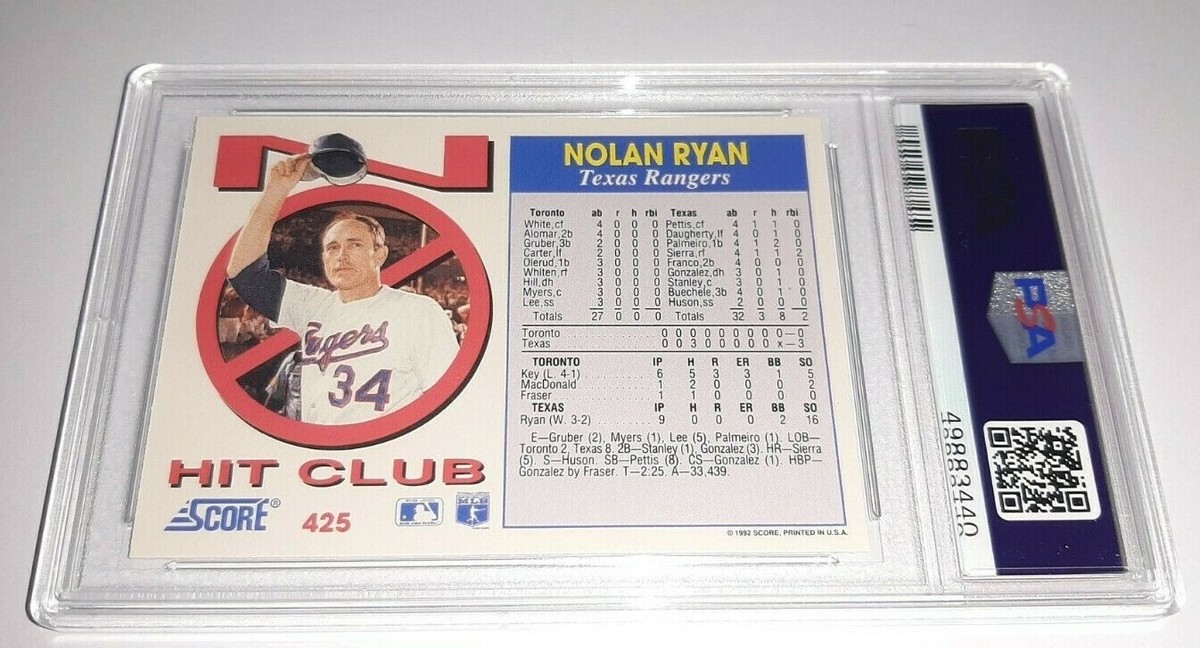 NO
HIT CLUB
SCORE®
425
Rangers
34
NOLAN RYAN
Texas Rangers
Toronto ab r h rbi Texas ab r h rbi
White,cf 4 0 0 0 Pettis,cf 4 1 1 0
Alomar,2b 4 0 0 0 Daugherty,lf 4 0 1 0
Gruber,3b 2 0 0 0 Palmeiro,1b 4 1 2 0
Carter,lf 2 0 0 0 Sierra,rf 4 1 1 2
Olerud,1b 3 0 0 0 Franco,2b 4 0 0 0
Whiten,rf 3 0 0 0 Gonzalez,dh 3 0 1 0
Hill,dh 3 0 0 0 Stanley,c 3 0 1 0
Myers,c 3 0 0 0 Buechele,3b 4 0 1 0
Lee,ss 3 0 0 0 Huson,ss 2 0 0 0
Totals 27 0 0 0 Totals 32 3 8 2
Toronto 0 0 0 0 0 0 0 0 0—0
Texas 0 0 3 0 0 0 0 0 x—3
TORONTO IP H R ER BB SO
Key (L. 4-1) 6 5 3 3 1 5
MacDonald 1 2 0 0 0 2
Fraser 1 1 0 0 0 0
TEXAS IP H R ER BB SO
Ryan (W. 3-2) 9 0 0 0 2 16
E—Gruber (2), Myers (1), Lee (5), Palmeiro (1). LOB—
Toronto 2, Texas 8. 2B—Stanley (1), Gonzalez (3). HR—Sierra
(5). S—Huson. SB—Pettis (8). CS—Gonzalez (1). HBP—
Gonzalez by Fraser. T—2:25. A—33,439.
© 1992 SCORE, PRINTED IN U.S.A.
PSA
49883440